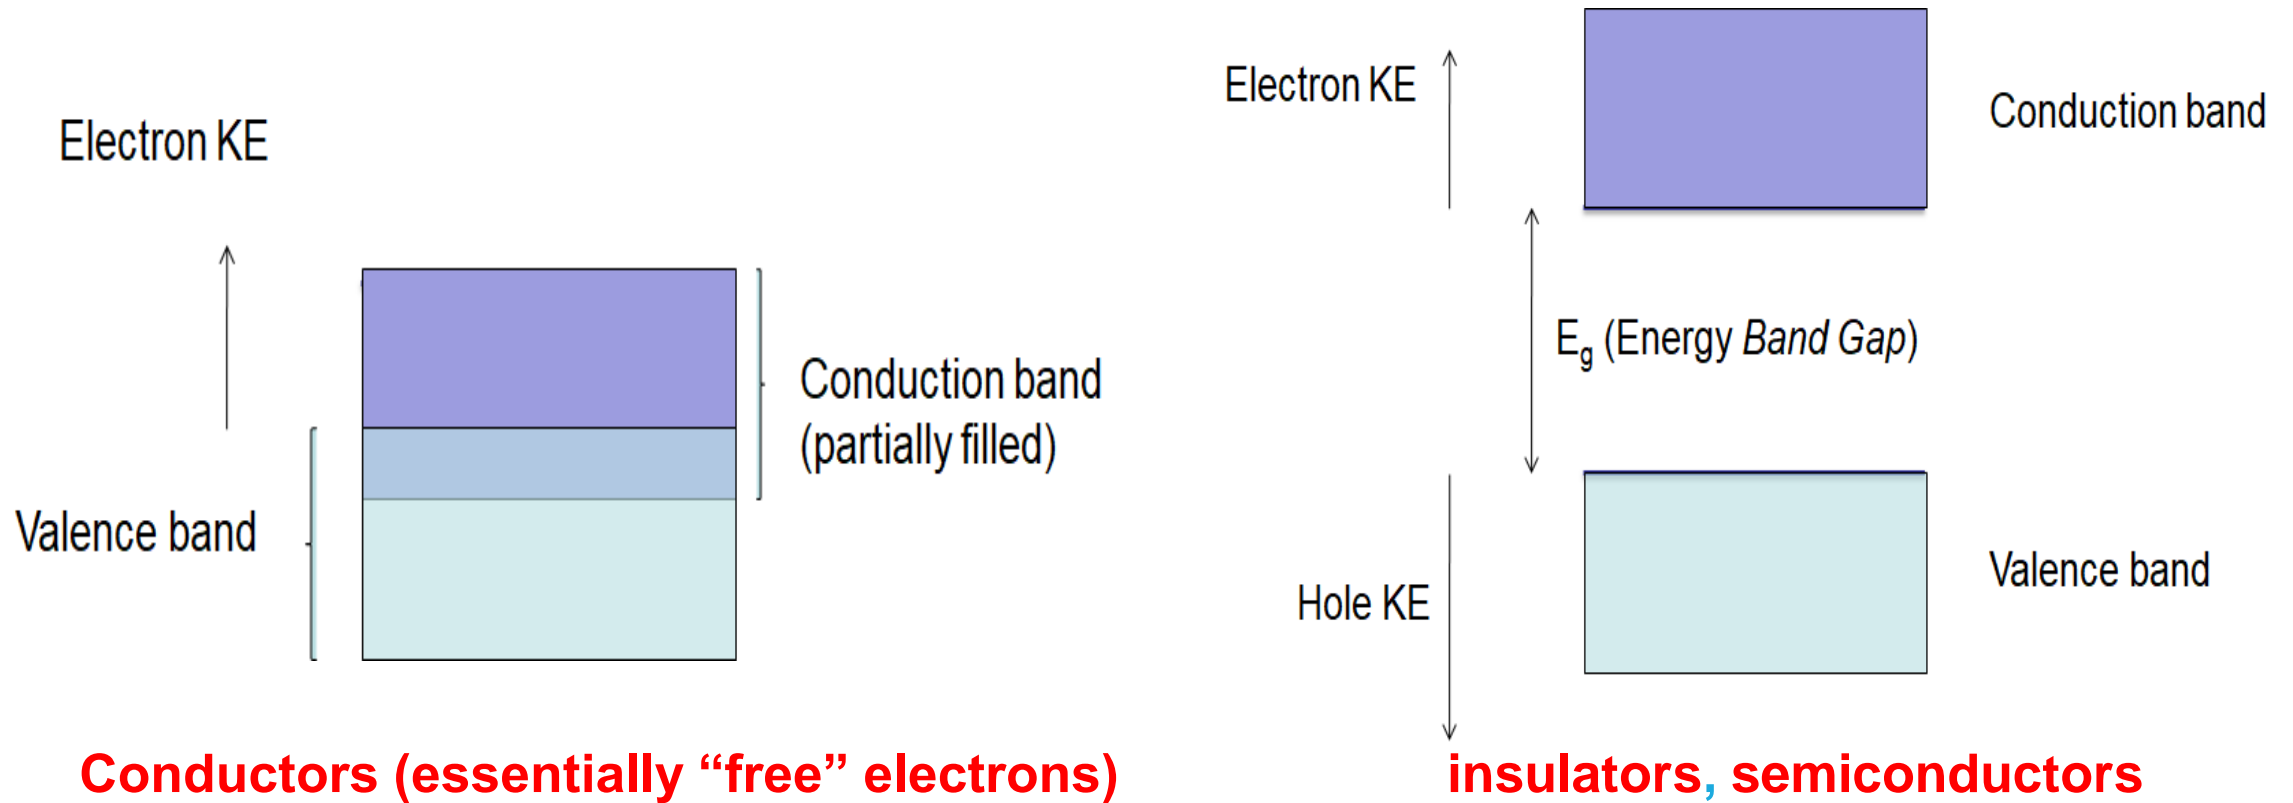 Electron KE
Valence band
Conduction band
(partially filled)
Conductors (essentially “free” electrons)
Electron KE
Conduction band
Eg (Energy Band Gap)
Hole KE
Valence band
insulators, semiconductors